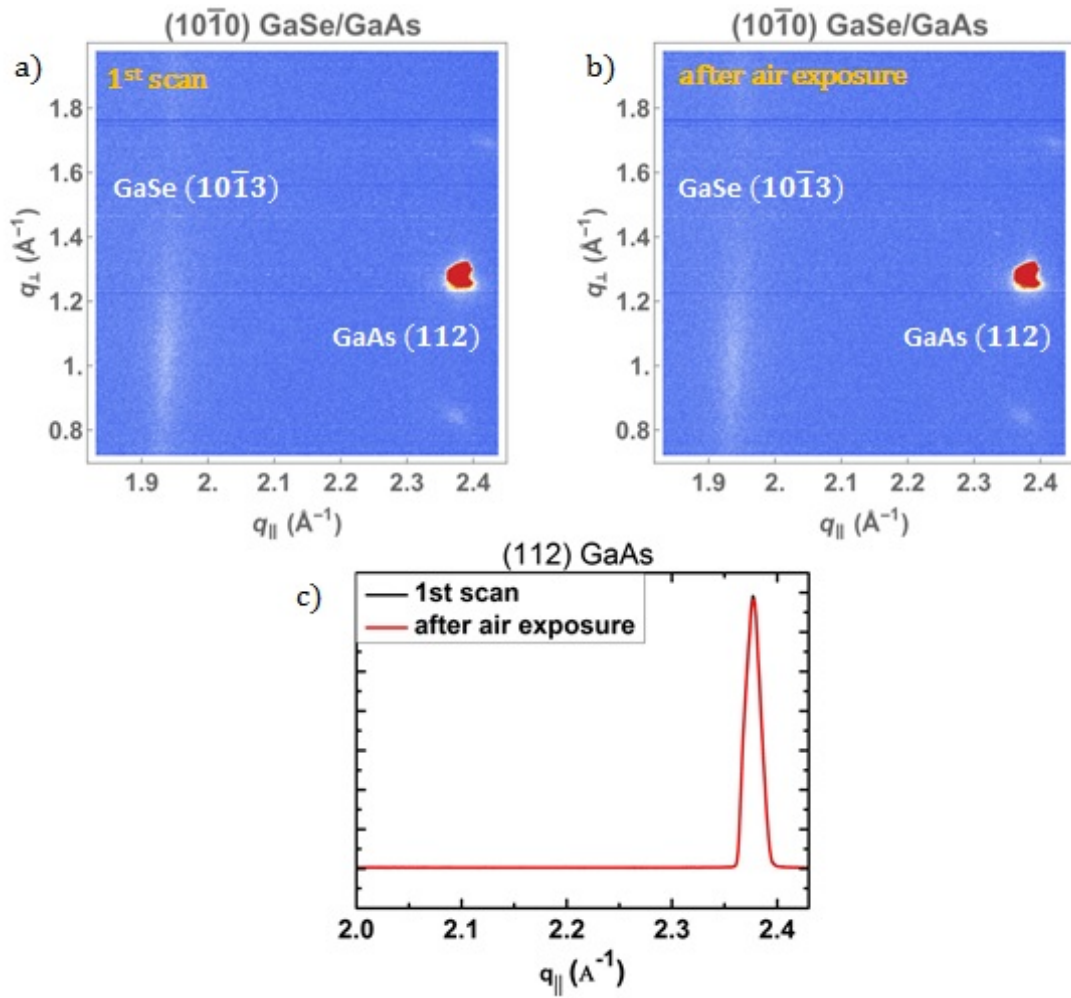 (101̄0) GaSe/GaAs
a)
1st scan
GaSe (101̄3)
GaAs (112)
1.8
1.6
1.4
1.2
1.
0.8
q⊥ (Å⁻¹)
1.9 2. 2.1 2.2 2.3 2.4
q|| (Å⁻¹)
(101̄0) GaSe/GaAs
b)
after air exposure
GaSe (101̄3)
GaAs (112)
1.8
1.6
1.4
1.2
1.
0.8
q⊥ (Å⁻¹)
1.9 2. 2.1 2.2 2.3 2.4
q|| (Å⁻¹)
(112) GaAs
c)
1st scan
after air exposure
2.0 2.1 2.2 2.3 2.4
q|| (A⁻¹)